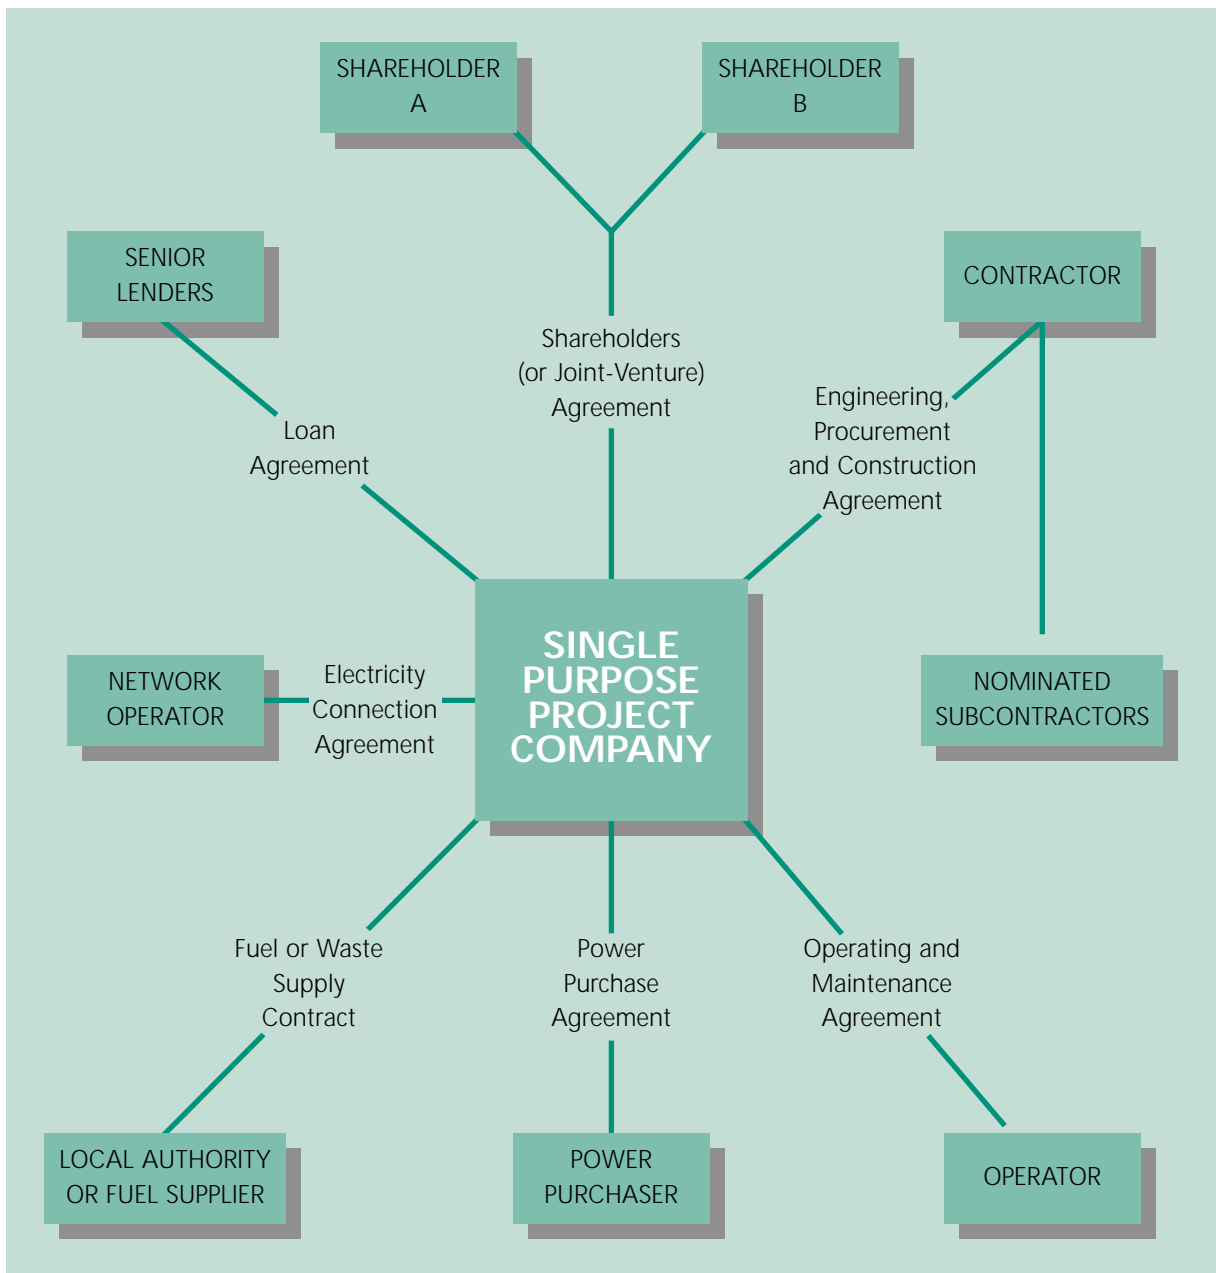 SHAREHOLDER
A
SHAREHOLDER
B
SENIOR
LENDERS
CONTRACTOR
Shareholders
(or Joint-Venture)
Agreement
Engineering,
Procurement
and Construction
Agreement
Loan
Agreement
SINGLE
PURPOSE
PROJECT
COMPANY
NETWORK
OPERATOR
Electricity
Connection
Agreement
NOMINATED
SUBCONTRACTORS
Fuel or Waste
Supply
Contract
Power
Purchase
Agreement
Operating and
Maintenance
Agreement
LOCAL AUTHORITY
OR FUEL SUPPLIER
POWER
PURCHASER
OPERATOR